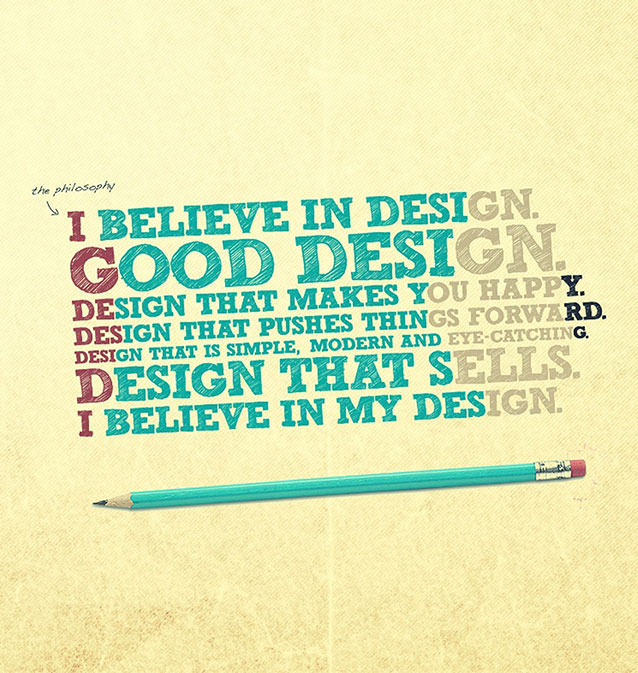 the philosophy
I BELIEVE IN DESIGN.
GOOD DESIGN.
DESIGN THAT MAKES YOU HAPPY.
DESIGN THAT PUSHES THINGS FORWARD.
DESIGN THAT IS SIMPLE, MODERN AND EYE-CATCHING.
DESIGN THAT SELLS.
I BELIEVE IN MY DESIGN.